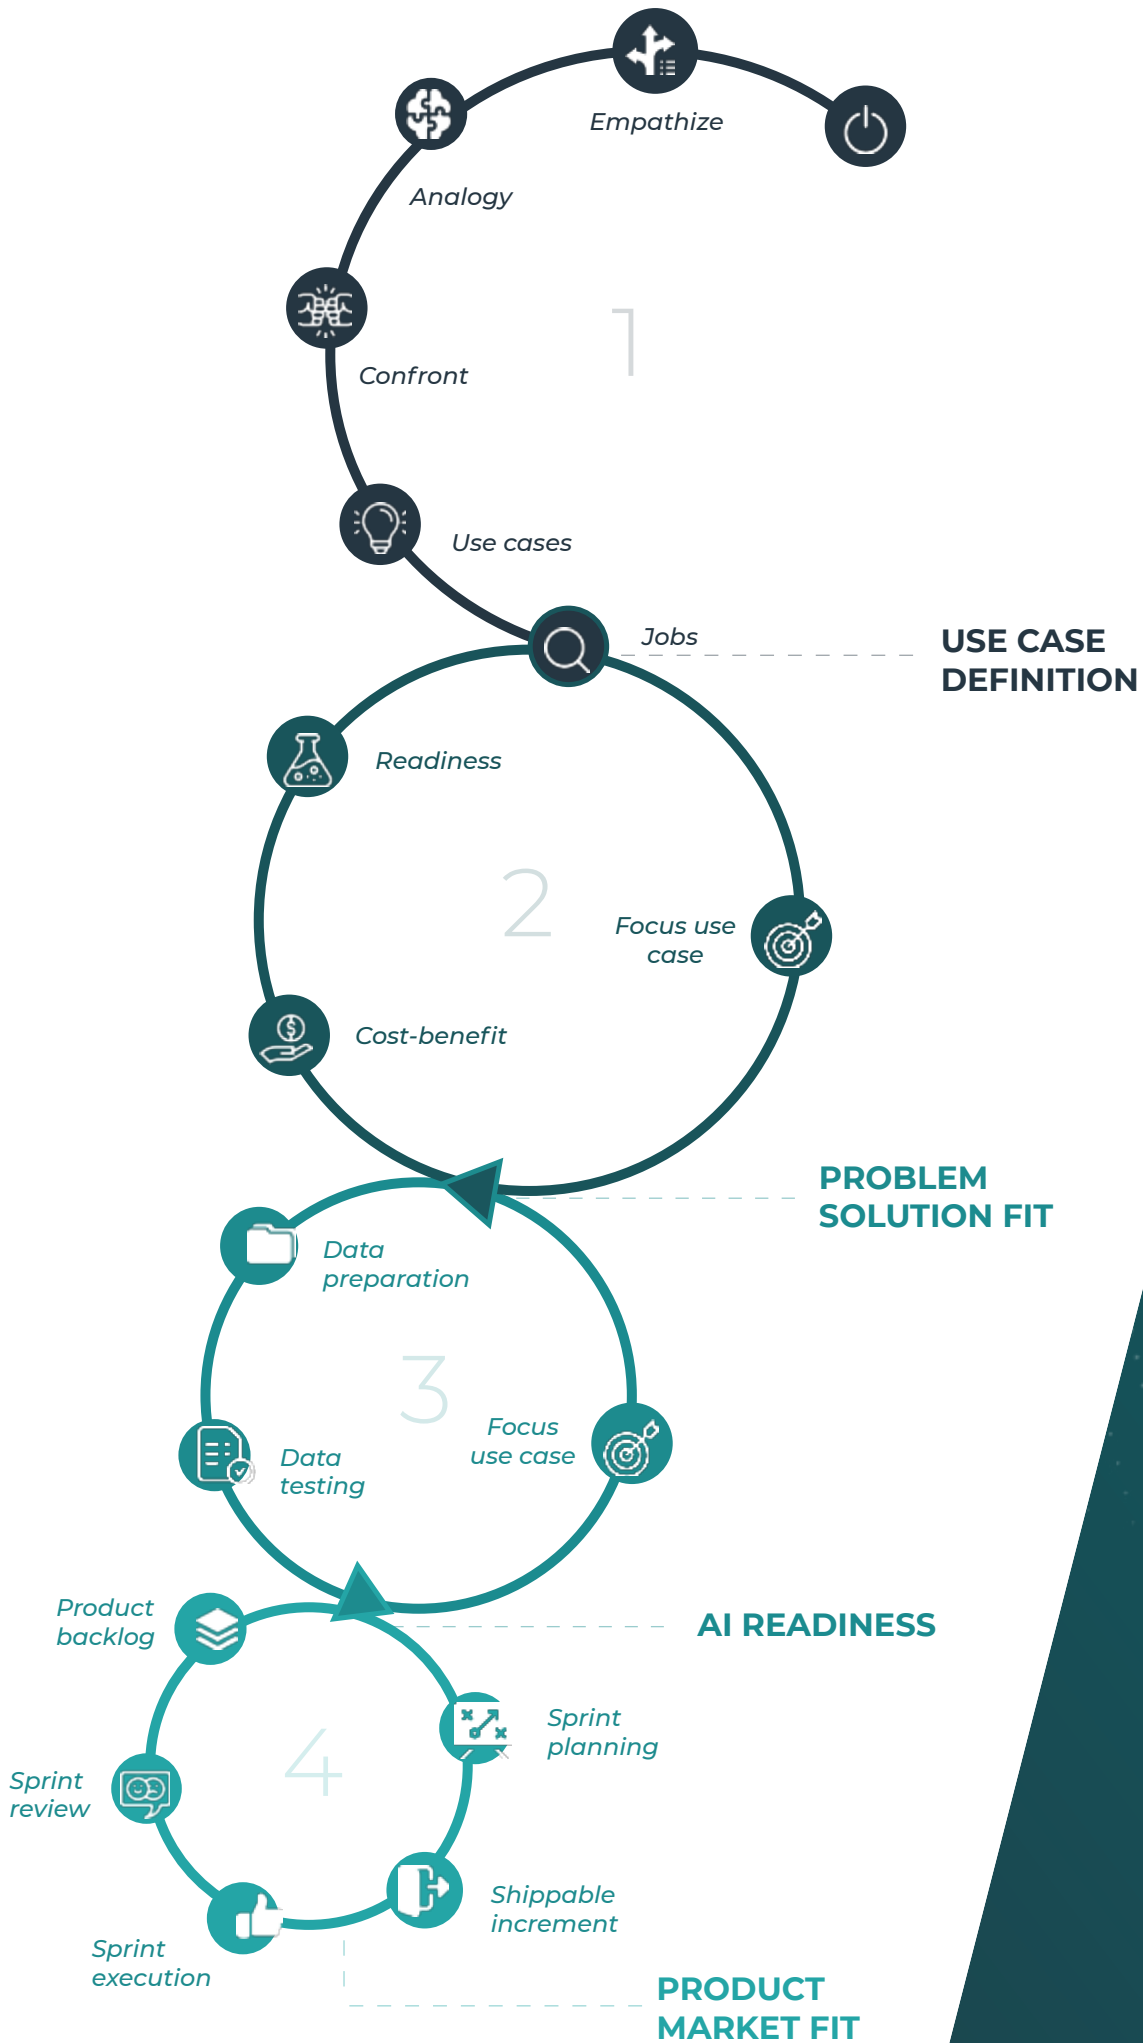 Empathize
Analogy
1
Confront
Use cases
Jobs
USE CASE
DEFINITION
Readiness
2
Focus use
case
Cost-benefit
PROBLEM
SOLUTION FIT
Data
preparation
3
Focus
use case
Data
testing
Product
backlog
AI READINESS
Sprint
planning
4
Sprint
review
Shippable
increment
Sprint
execution
PRODUCT
MARKET FIT